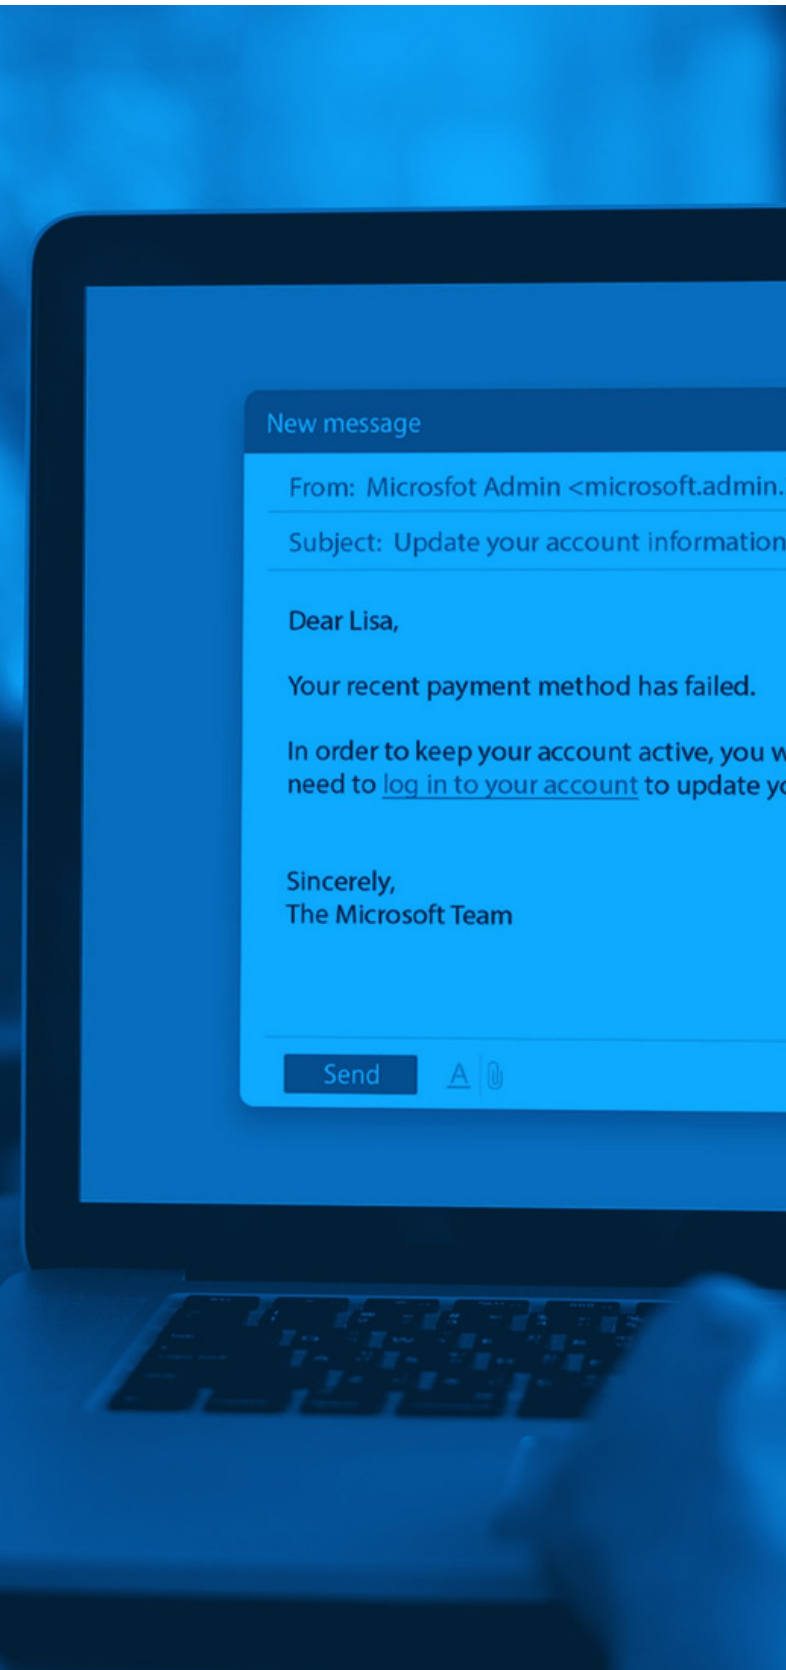 New message
From: Microsfot Admin <microsoft.admin.
Subject: Update your account information
Dear Lisa,
Your recent payment method has failed.
In order to keep your account active, you w
need to log in to your account to update yo
Sincerely,
The Microsoft Team
Send
A